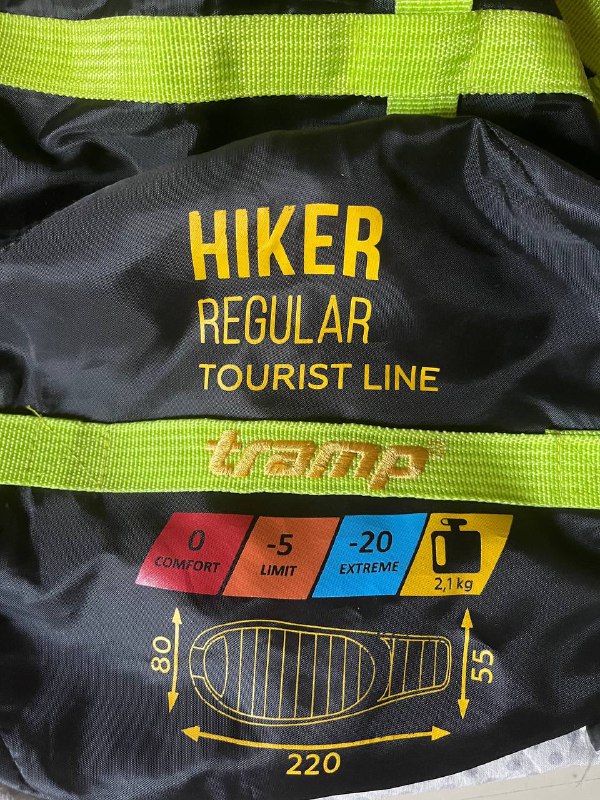 HIKER
REGULAR
TOURIST LINE
tramp
0 -5 -20
COMFORT LIMIT EXTREME 2,1 kg
80 55
220